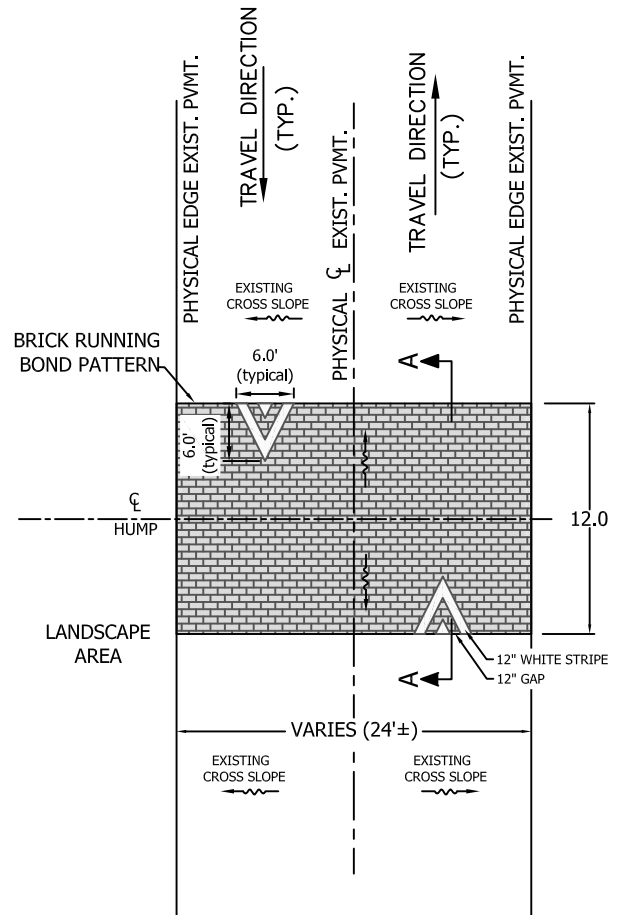 PHYSICAL EDGE EXIST. PVMT.
TRAVEL DIRECTION
(TYP.)
PHYSICAL ℄ EXIST. PVMT.
TRAVEL DIRECTION
(TYP.)
PHYSICAL EDGE EXIST. PVMT.
EXISTING
CROSS SLOPE
EXISTING
CROSS SLOPE
BRICK RUNNING
BOND PATTERN
6.0'
(typical)
A
6.0'
(typical)
℄
HUMP
12.0
LANDSCAPE
AREA
12" WHITE STRIPE
12" GAP
A
VARIES (24'±)
EXISTING
CROSS SLOPE
EXISTING
CROSS SLOPE